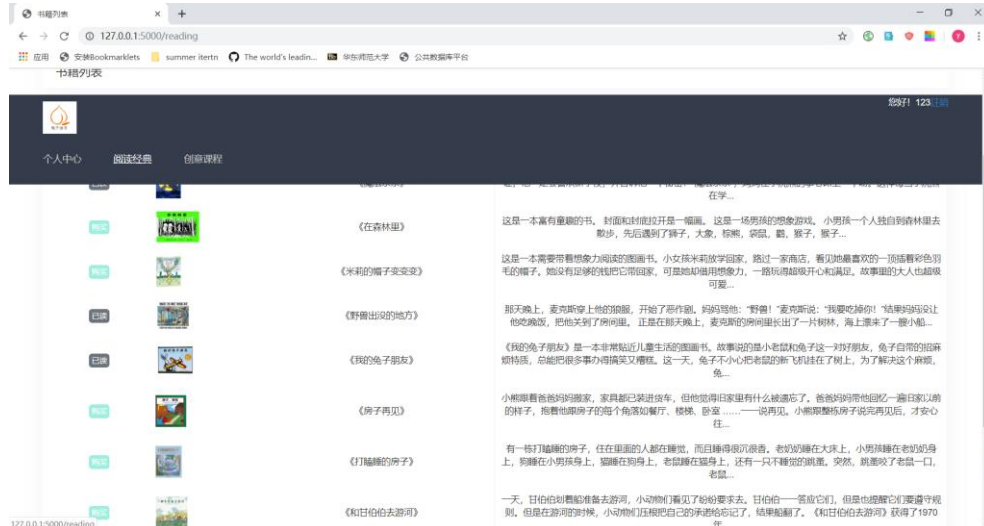 书籍列表
127.0.0.1:5000/reading
应用 安装Bookmarklets summer itertn The world's leadin... 华东师范大学 公共数据库平台
书籍列表
您好！123注销
个人中心 阅读经典 创意课程
已读
在学...
购买 《在森林里》 这是一本富有童趣的书。 封面和封底拉开是一幅画。 这是一场男孩的想象游戏。 小男孩一个人独自到森林里去
散步，先后遇到了狮子，大象，棕熊，袋鼠，鹳，猴子，猴子...
购买 《米莉的帽子变变变》 这是一本需要带着想象力阅读的图画书。小女孩米莉放学回家，路过一家商店，看见她最喜欢的一顶插着彩色羽
毛的帽子。她没有足够的钱把它带回家，可是她却借用想象力，一路玩得超级开心和满足。故事里的大人也超级
可爱...
已读 《野兽出没的地方》 那天晚上，麦克斯穿上他的狼服，开始了恶作剧。妈妈骂他："野兽！"麦克斯说："我要吃掉你！"结果妈妈没让
他吃晚饭，把他关到了房间里。 正是在那天晚上，麦克斯的房间里长出了一片树林，海上漂来了一艘小船...
已读 《我的兔子朋友》 《我的兔子朋友》是一本非常贴近儿童生活的图画书。故事说的是小老鼠和兔子这一对好朋友，兔子自带的招麻
烦特质，总能把很多事办得搞笑又糟糕。这一天，兔子不小心把老鼠的新飞机挂在了树上，为了解决这个麻烦，
兔...
购买 《房子再见》 小熊跟着爸爸妈妈搬家，家具都已装进货车，但他觉得旧家里有什么被遗忘了。爸爸妈妈带他回忆一遍旧家以前
的样子，抱着他跟房子的每个角落如餐厅、楼梯、卧室……一一说再见。小熊跟整栋房子说完再见后，才安心
往...
购买 《打瞌睡的房子》 有一栋打瞌睡的房子，住在里面的人都在睡觉，而且睡得很沉很香。老奶奶睡在大床上，小男孩睡在老奶奶身
上，狗睡在小男孩身上，猫睡在狗身上，老鼠睡在猫身上，还有一只不睡觉的跳蚤。突然，跳蚤咬了老鼠一口，
老鼠...
购买 《和甘伯伯去游河》 一天，甘伯伯划着船准备去游河，小动物们看见了纷纷要求去。甘伯伯一一答应它们，但是也提醒它们要遵守规
则。但是在游河的时候，小动物们压根把自己的承诺给忘记了，结果船翻了。《和甘伯伯去游河》获得了1970
年
127.0.0.1:5000/reading